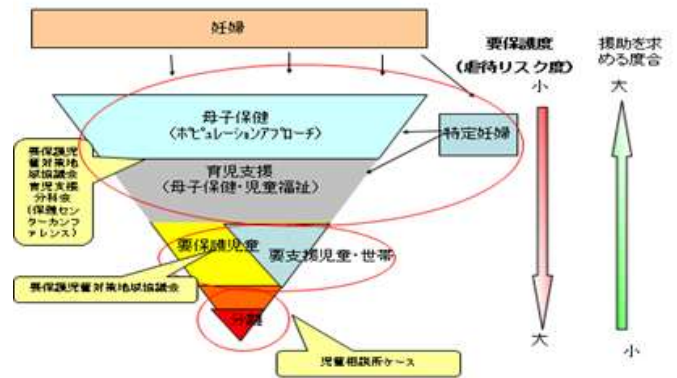 妊婦
要保護度
(虐待リスク度)
小
大
援助を求
める度合
大
小
母子保健
(ポピュレーションアプローチ)
特定妊婦
要保護児
童対策地
域協議会
育児支援
分科会
(保健セン
ターカンフ
ァレンス)
育児支援
(母子保健・児童福祉)
要保護児童
要支援児童・世帯
要保護児童対策地域協議会
分離
児童相談所ケース